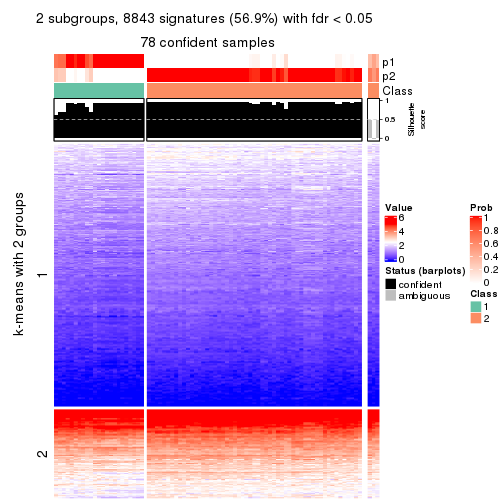 2 subgroups, 8843 signatures (56.9%) with fdr < 0.05
78 confident samples
p1
p2
Class
1
0.5
0
Silhouette
score
k-means with 2 groups
1
2
Value
6
4
2
0
Status (barplots)
confident
ambiguous
Prob
1
0.8
0.6
0.4
0.2
0
Class
1
2